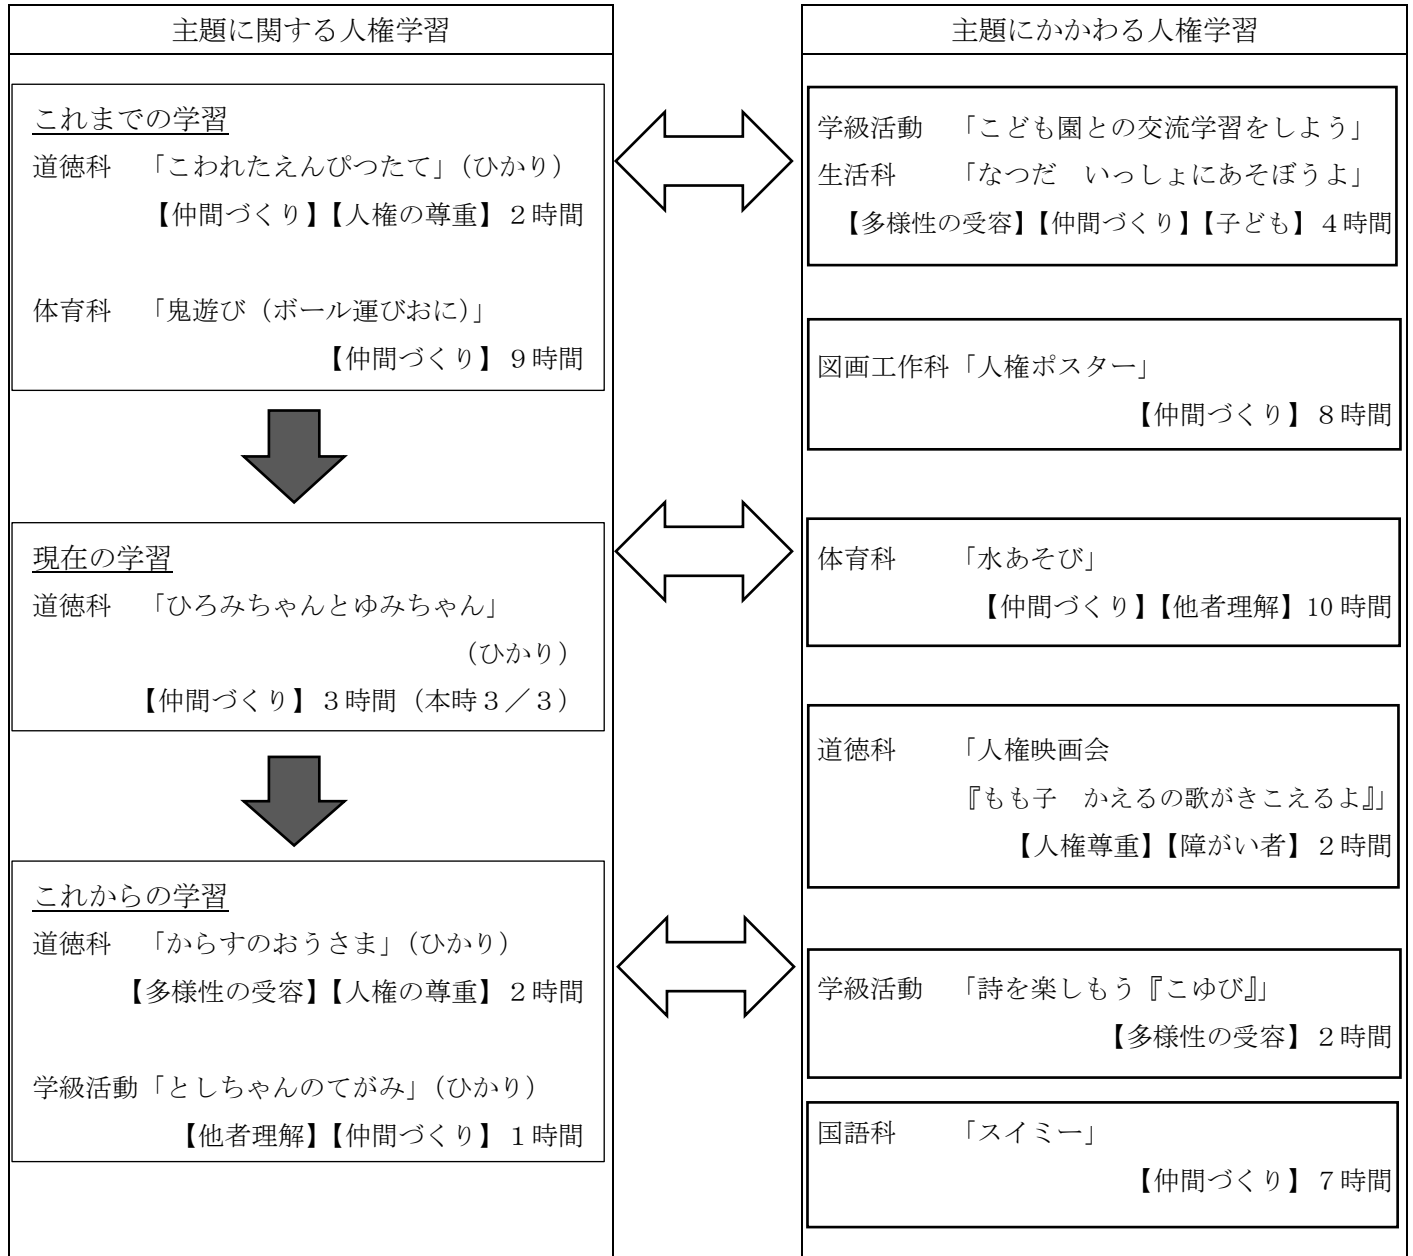 主題に関する人権学習
これまでの学習
道徳科　「こわれたえんぴつたて」（ひかり）
【仲間づくり】【人権の尊重】２時間
体育科　「鬼遊び（ボール運びおに）」
【仲間づくり】９時間
現在の学習
道徳科　「ひろみちゃんとゆみちゃん」
（ひかり）
【仲間づくり】３時間（本時３／３）
これからの学習
道徳科　「からすのおうさま」（ひかり）
【多様性の受容】【人権の尊重】２時間
学級活動「としちゃんのてがみ」（ひかり）
【他者理解】【仲間づくり】１時間
主題にかかわる人権学習
学級活動　「こども園との交流学習をしよう」
生活科　　「なつだ　いっしょにあそぼうよ」
【多様性の受容】【仲間づくり】【子ども】４時間
図画工作科「人権ポスター」
【仲間づくり】８時間
体育科　　「水あそび」
【仲間づくり】【他者理解】10時間
道徳科　　「人権映画会
『もも子　かえるの歌がきこえるよ』」
【人権尊重】【障がい者】２時間
学級活動　「詩を楽しもう『こゆび』」
【多様性の受容】２時間
国語科　　「スイミー」
【仲間づくり】７時間